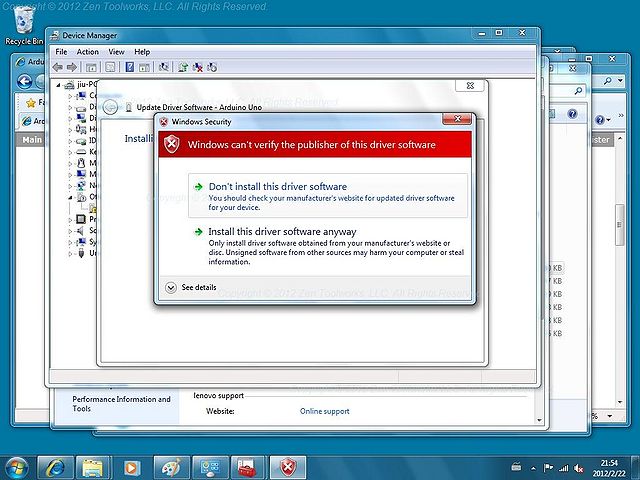 Copyright © 2012 Zen Toolworks, LLC. All Rights Reserved.
Recycle Bin
Device Manager
File Action View Help
jiu-PC
Update Driver Software - Arduino Uno
Rights Reserved
Windows Security
Windows can't verify the publisher of this driver software
Don't install this driver software
You should check your manufacturer's website for updated driver software
for your device.
Install this driver software anyway
Only install driver software obtained from your manufacturer's website or
disc. Unsigned software from other sources may harm your computer or steal
information.
See details
Copyright © 2012 Zen Toolworks, LLC. All Rights Reserved.
Main
KB
KB
KB
KB
KB
KB
Performance Information and
Tools
lenovo support
Website:
Online support
%
21:54
2012/2/22